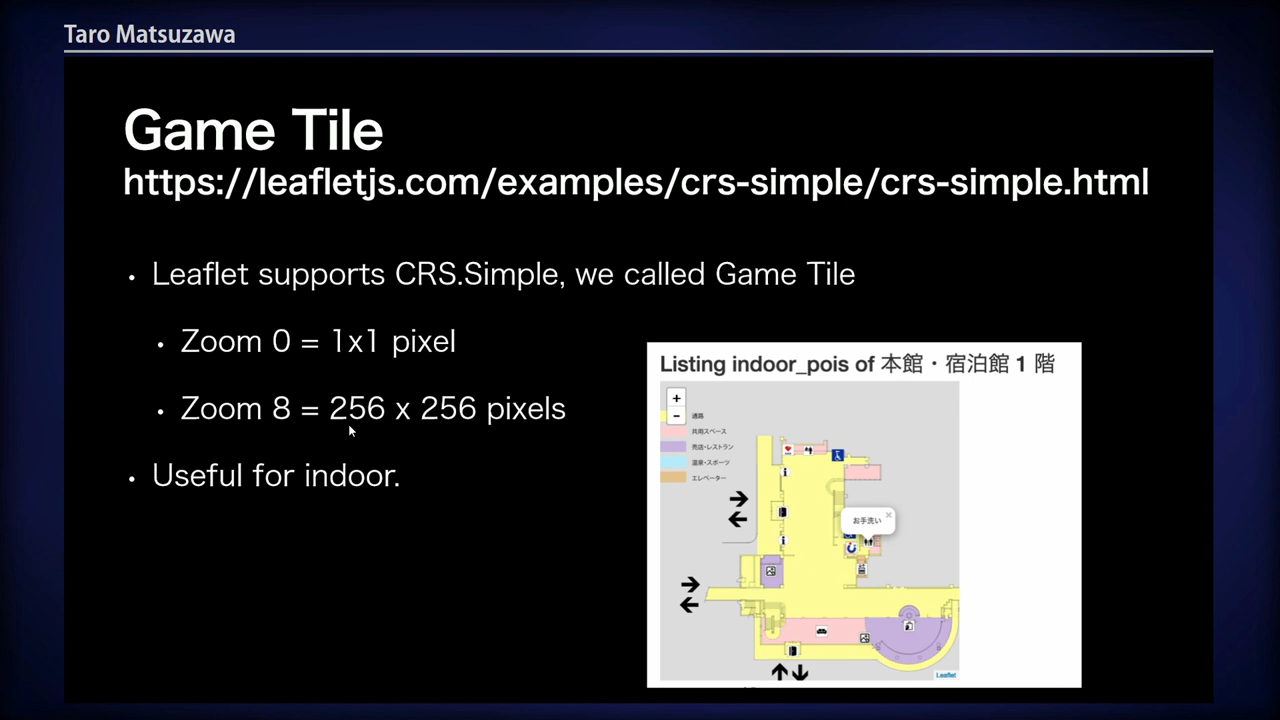 Taro Matsuzawa
Game Tile
https://leafletjs.com/examples/crs-simple/crs-simple.html
• Leaflet supports CRS.Simple, we called Game Tile
• Zoom 0 = 1x1 pixel
• Zoom 8 = 256 x 256 pixels
• Useful for indoor.
Listing indoor_pois of 本館・宿泊館 1 階
+
−
通路
共用スペース
売店・レストラン
温泉・スポーツ
エレベーター
お手洗い
×
Leaflet